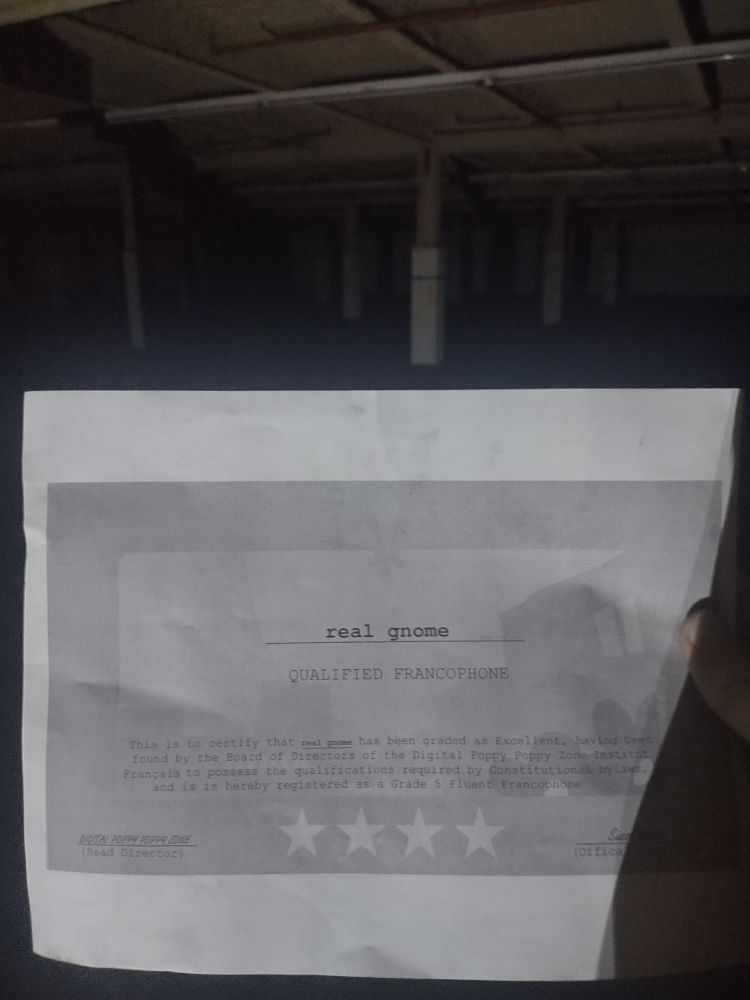 real gnome
QUALIFIED FRANCOPHONE
This is to certify that real gnome has been graded as Excellent, having been
found by the Board of Directors of the Digital Poppy Poppy Zone Institut
Français to possess the qualifications required by Constitutional bylaws,
and is is hereby registered as a Grade 5 Fluent Francophone
DIGITAL POPPY POPPY ZONE
(Head Director)